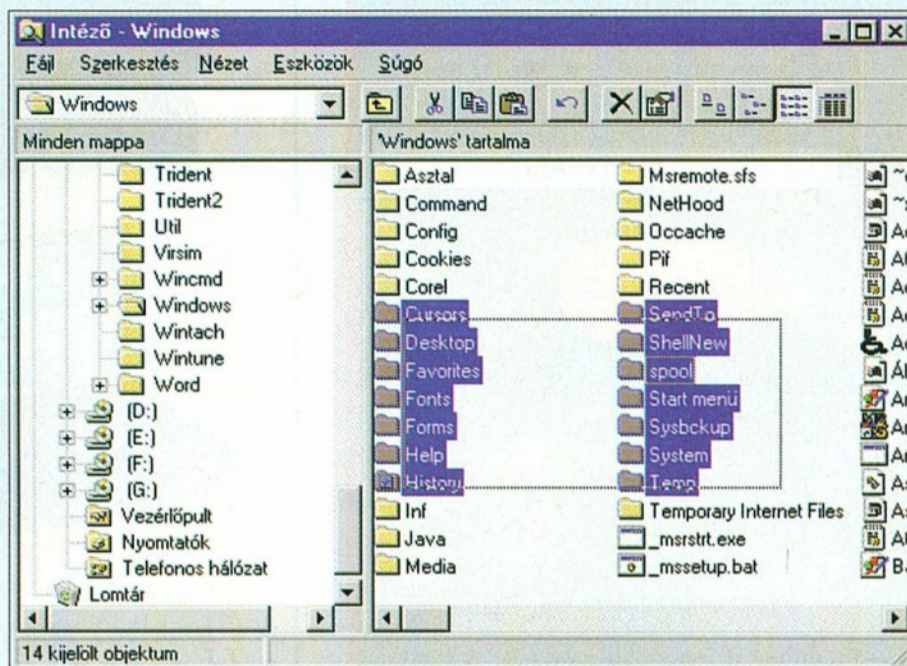 Intéző - Windows
Fájl Szerkesztés Nézet Eszközök Súgó
Windows
Minden mappa
'Windows' tartalma
Trident
Trident2
Util
Virsim
Wincmd
Windows
Wintach
Wintune
Word
(D:)
(E:)
(F:)
(G:)
Vezérlőpult
Nyomtatók
Telefonos hálózat
Lomtár
Asztal
Command
Config
Cookies
Corel
Cursors
Desktop
Favorites
Fonts
Forms
Help
History
Inf
Java
Media
Msremote.sfs
NetHood
Occache
Pif
Recent
SendTo
ShellNew
spool
Start menü
Sysbckup
System
Temp
Temporary Internet Files
_msrstrt.exe
_mssetup.bat
14 kijelölt objektum